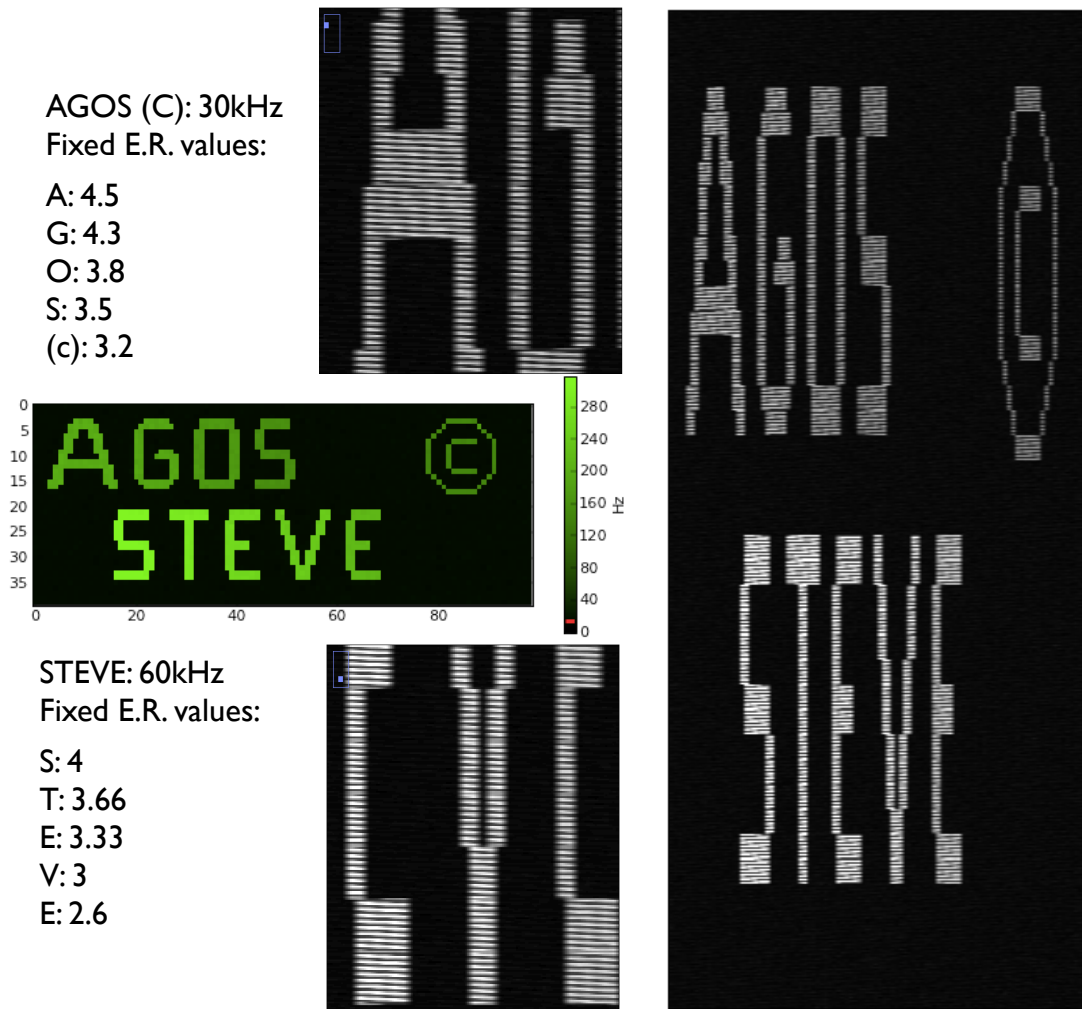 AGOS (C): 30kHz
Fixed E.R. values:
A: 4.5
G: 4.3
O: 3.8
S: 3.5
(c): 3.2
AG
AGOS ©
0
5
10
15
20
25
30
35
AGOS ©
STEVE
0
20
40
60
80
280
240
200
160
120
80
40
0
Hz
STEVE: 60kHz
Fixed E.R. values:
S: 4
T: 3.66
E: 3.33
V: 3
E: 2.6
STEVE